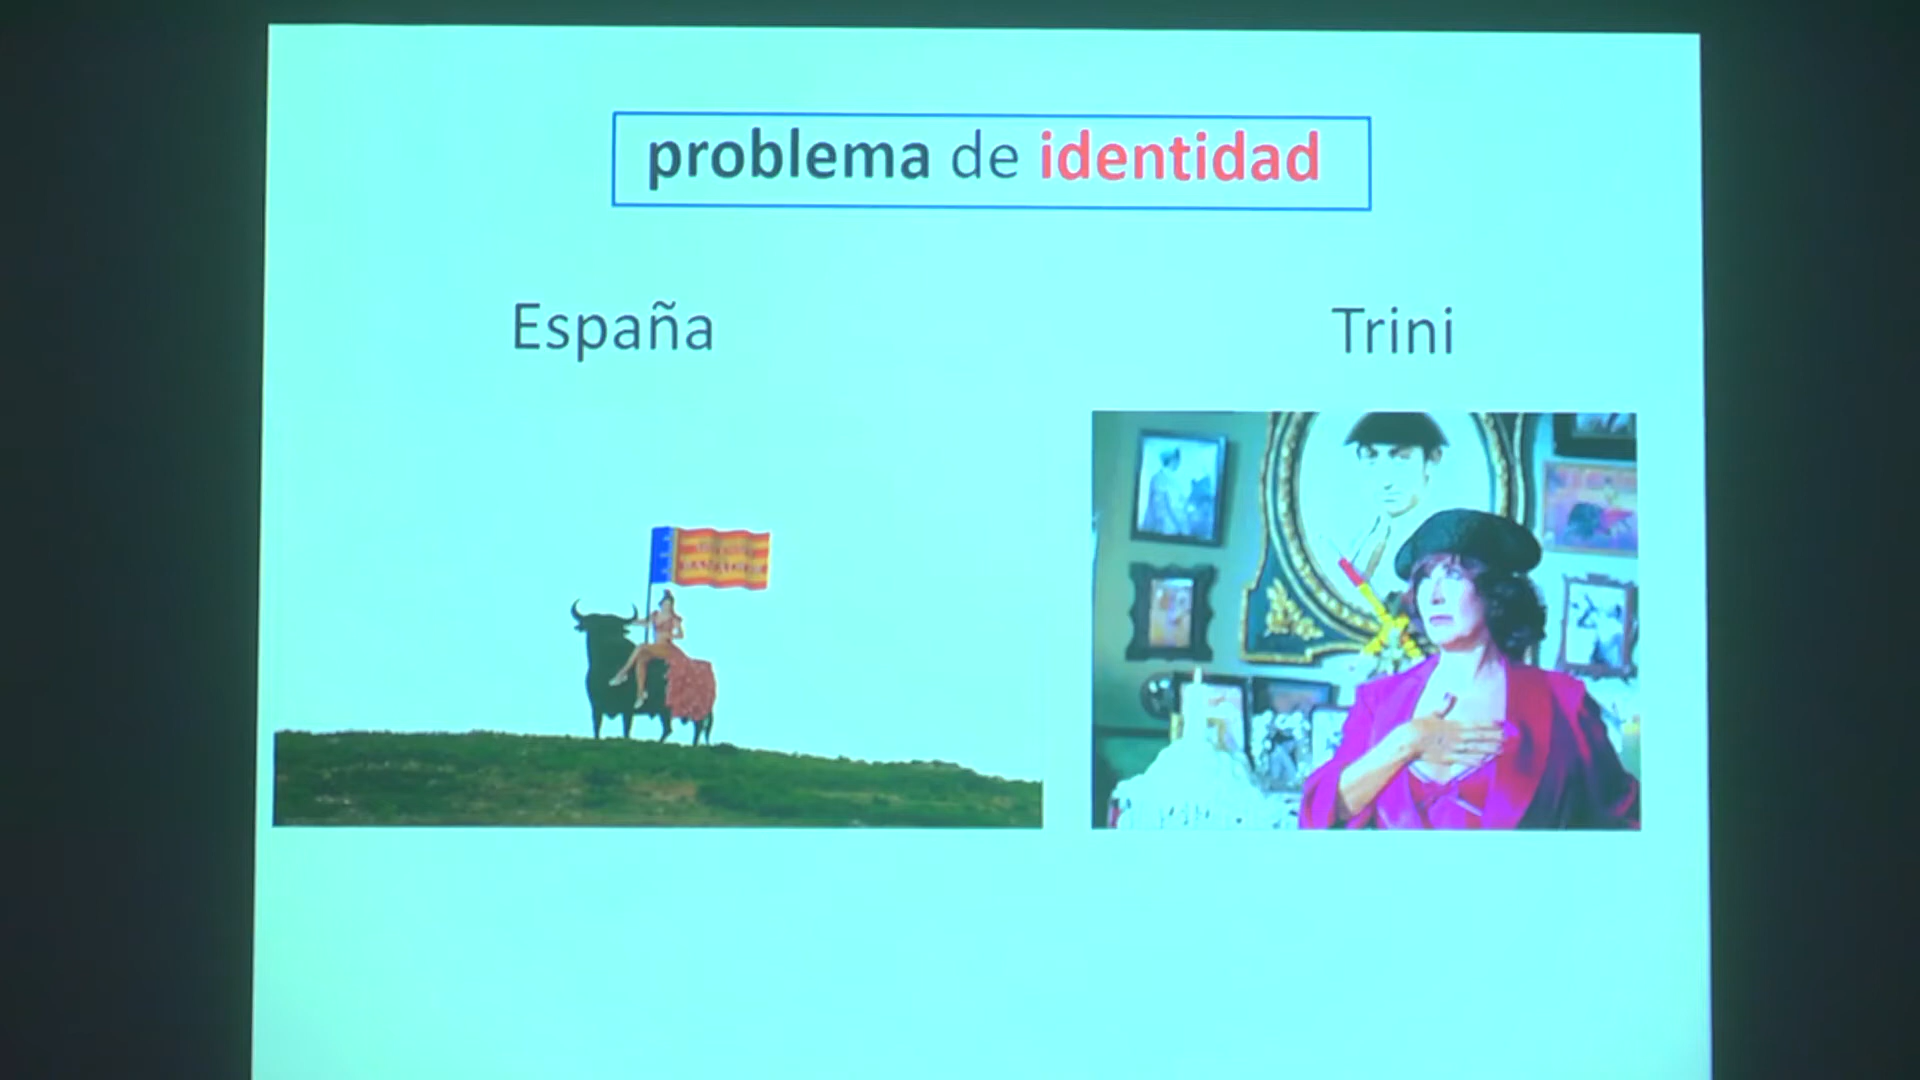 problema de identidad
España
Trini